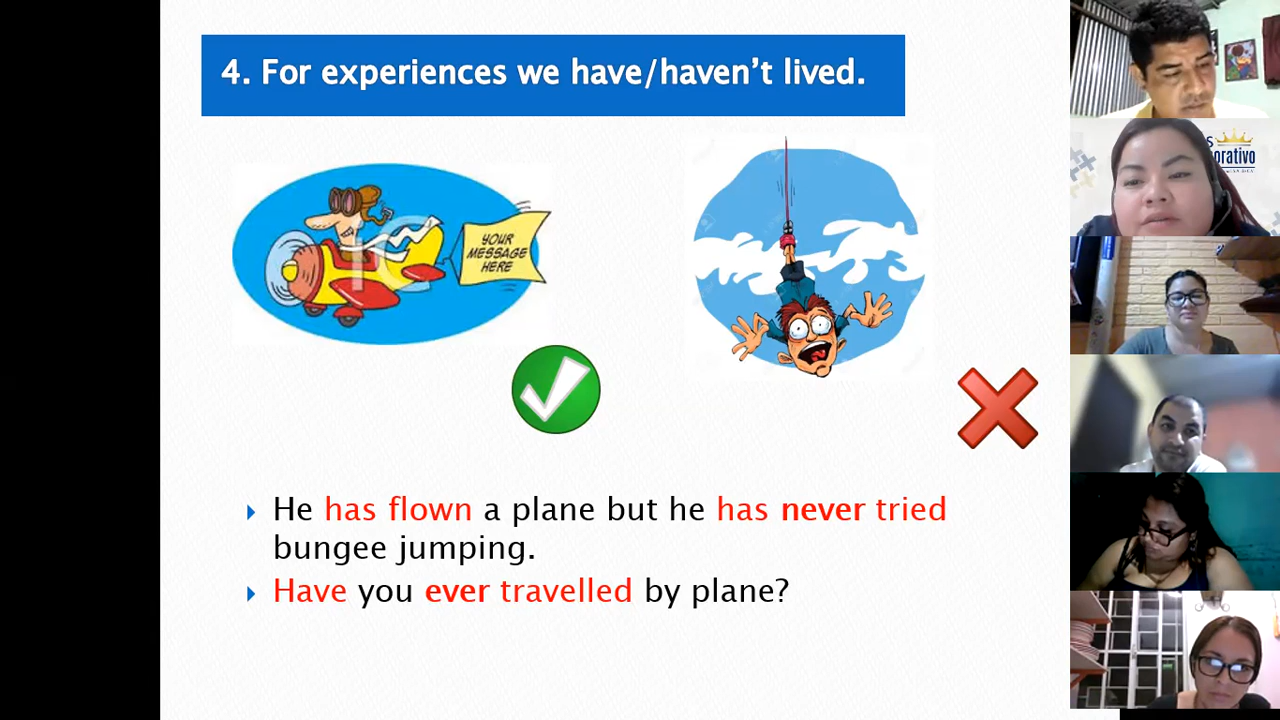 4. For experiences we have/haven't lived.
YOUR
MESSAGE
HERE
He has flown a plane but he has never tried
bungee jumping.
Have you ever travelled by plane?